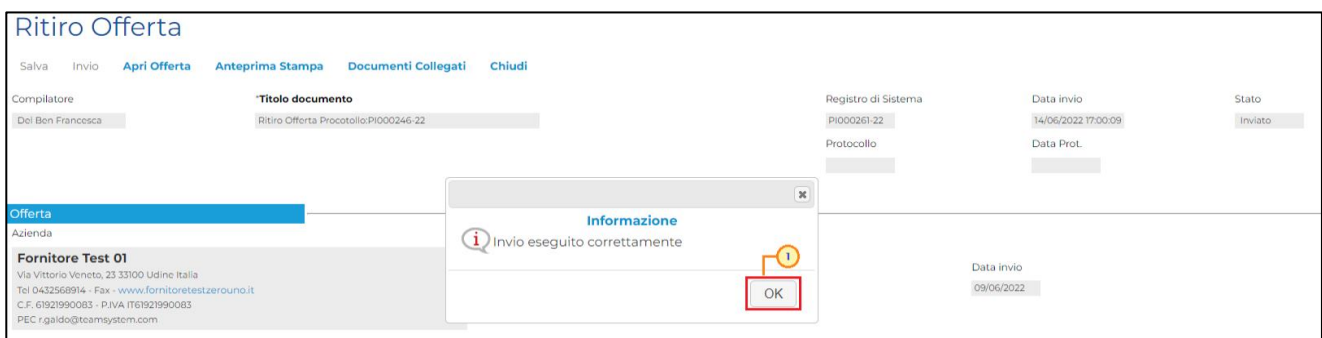 Ritiro Offerta
Salva Invio Apri Offerta Anteprima Stampa Documenti Collegati Chiudi
Compilatore *Titolo documento Registro di Sistema Data invio Stato
Del Ben Francesca Ritiro Offerta Procotollo:PI000246-22 PI000261-22 14/06/2022 17:00:09 Inviato
Protocollo Data Prot.
Offerta
Azienda
Fornitore Test 01
Via Vittorio Veneto, 23 33100 Udine Italia
Tel 0432568914 - Fax - www.fornitoretestzerouno.it
C.F. 61921990083 - P.IVA IT61921990083
PEC r.galdo@teamsystem.com
Informazione
Invio eseguito correttamente
1
OK
Data invio
09/06/2022